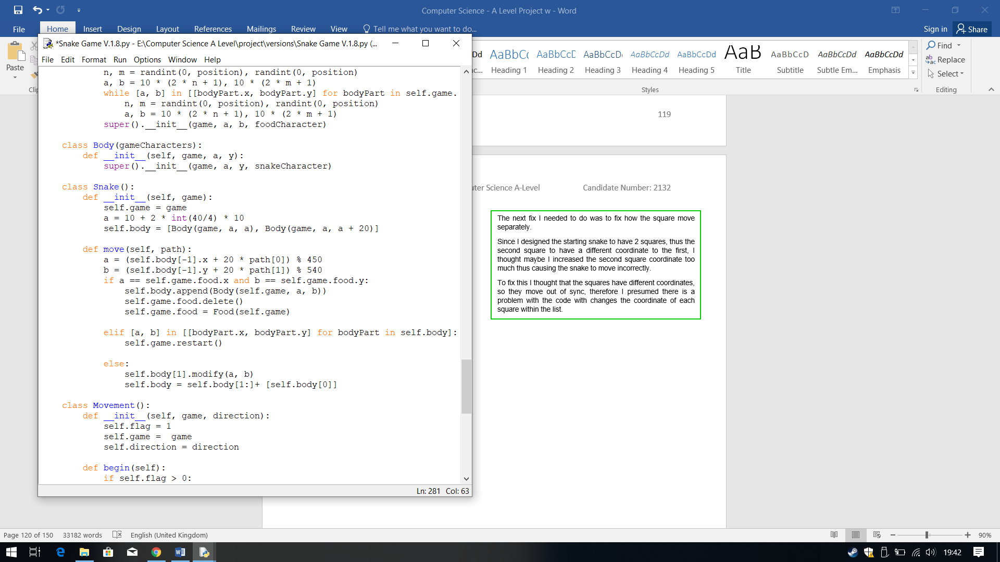 Computer Science - A Level Project w - Word
File Home Insert Design Layout References Mailings Review View Tell me what you want to do...
Sign in Share
*Snake Game V.1.8.py - E:\Computer Science A Level\project\versions\Snake Game V.1.8.py (...
File Edit Format Run Options Window Help
Paste
AaBbCc AaBbCcD AaBbCcD AaBbCcDd AaBbCcDd AaB AaBbCcD AaBbCcDd AaBbCcDd
Heading 1 Heading 2 Heading 3 Heading 4 Heading 5 Title Subtitle Subtle Em... Emphasis
Styles
Find
Replace
Select
Editing
n, m = randint(0, position), randint(0, position)
a, b = 10 * (2 * n + 1), 10 * (2 * m + 1)
while [a, b] in [[bodyPart.x, bodyPart.y] for bodyPart in self.game.
n, m = randint(0, position), randint(0, position)
a, b = 10 * (2 * n + 1), 10 * (2 * m + 1)
super().__init__(game, a, b, foodCharacter)
class Body(gameCharacters):
def __init__(self, game, a, y):
super().__init__(game, a, y, snakeCharacter)
class Snake():
def __init__(self, game):
self.game = game
a = 10 + 2 * int(40/4) * 10
self.body = [Body(game, a, a), Body(game, a, a + 20)]
def move(self, path):
a = (self.body[-1].x + 20 * path[0]) % 450
b = (self.body[-1].y + 20 * path[1]) % 540
if a == self.game.food.x and b == self.game.food.y:
self.body.append(Body(self.game, a, b))
self.game.food.delete()
self.game.food = Food(self.game)
elif [a, b] in [[bodyPart.x, bodyPart.y] for bodyPart in self.body]:
self.game.restart()
else:
self.body[1].modify(a, b)
self.body = self.body[1:]+ [self.body[0]]
class Movement():
def __init__(self, game, direction):
self.flag = 1
self.game =  game
self.direction = direction
def begin(self):
if self.flag > 0:
Ln: 281 Col: 63
119
uter Science A-Level Candidate Number: 2132
The next fix I needed to do was to fix how the square move
separately.
Since I designed the starting snake to have 2 squares, thus the
second square to have a different coordinate to the first, I
thought maybe I increased the second square coordinate too
much thus causing the snake to move incorrectly.
To fix this I thought that the squares have different coordinates,
so they move out of sync, therefore I presumed there is a
problem with the code with changes the coordinate of each
square within the list.
Page 120 of 150 33182 words English (United Kingdom)
90%
19:42